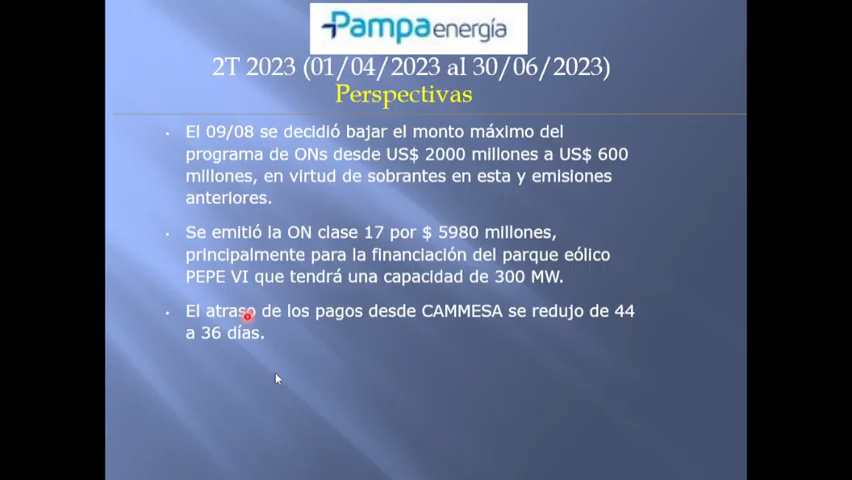 Pampa energía
2T 2023 (01/04/2023 al 30/06/2023)
Perspectivas
• El 09/08 se decidió bajar el monto máximo del
programa de ONs desde US$ 2000 millones a US$ 600
millones, en virtud de sobrantes en esta y emisiones
anteriores.
• Se emitió la ON clase 17 por $ 5980 millones,
principalmente para la financiación del parque eólico
PEPE VI que tendrá una capacidad de 300 MW.
• El atraso de los pagos desde CAMMESA se redujo de 44
a 36 días.